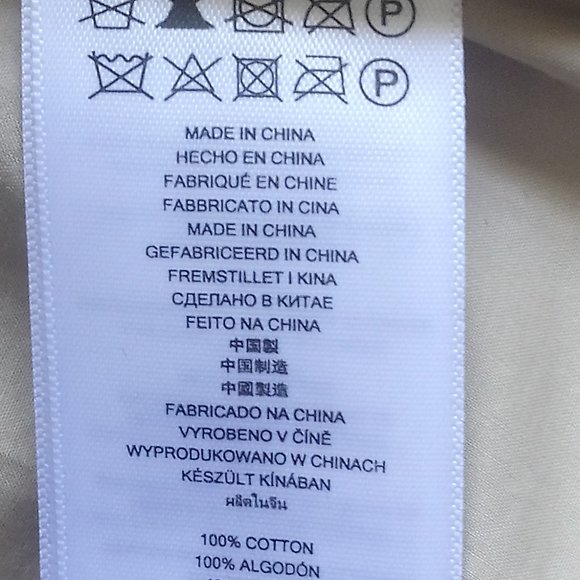 P
P
MADE IN CHINA
HECHO EN CHINA
FABRIQUÉ EN CHINE
FABBRICATO IN CINA
MADE IN CHINA
GEFABRICEERD IN CHINA
FREMSTILLET I KINA
СДЕЛАНО В КИТАЕ
FEITO NA CHINA
中国製
中国制造
中國製造
FABRICADO NA CHINA
VYROBENO V ČÍNĚ
WYPRODUKOWANO W CHINACH
KÉSZÜLT KÍNÁBAN
ผลิตในจีน
100% COTTON
100% ALGODÓN